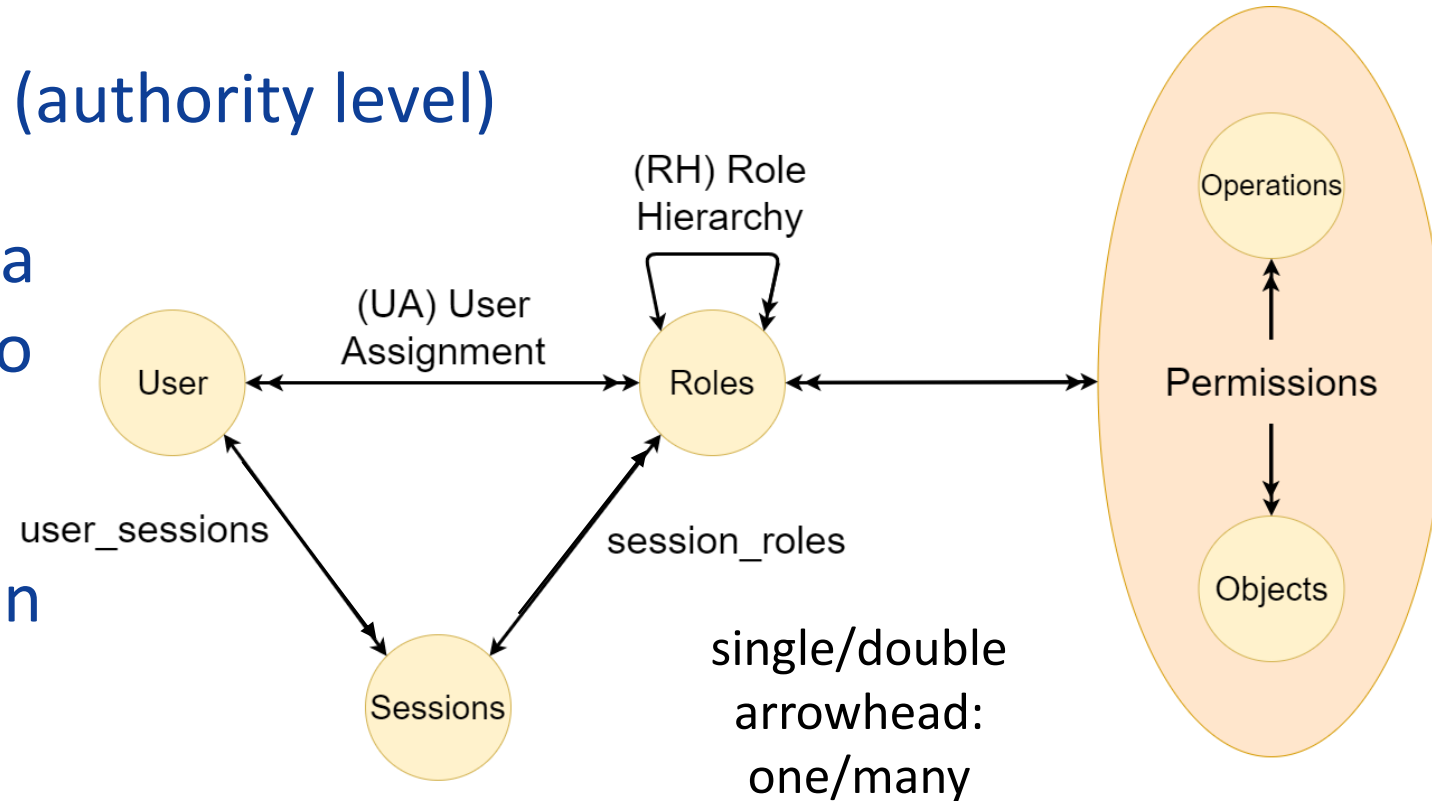 (authority level)
a
o
n
(RH) Role
Hierarchy
(UA) User
Assignment
User
Roles
user_sessions
session_roles
Sessions
Operations
Permissions
Objects
single/double
arrowhead:
one/many